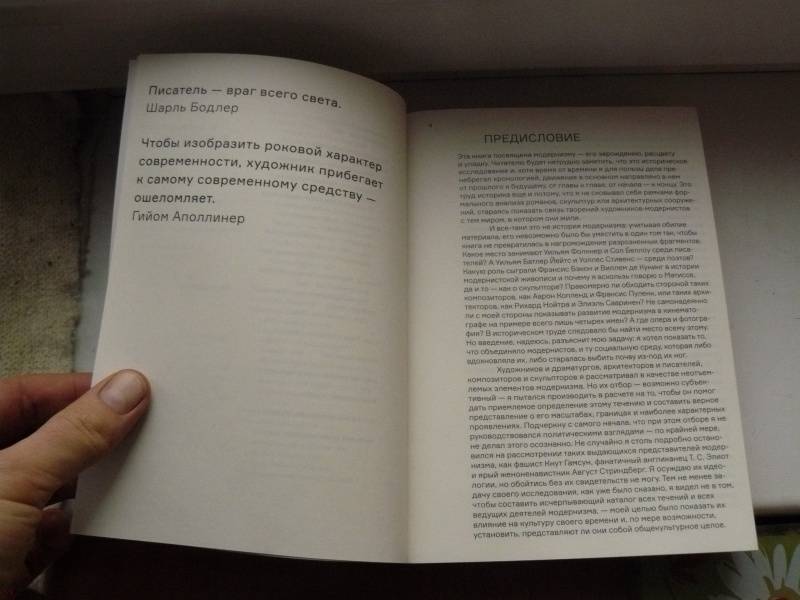 Писатель — враг всего света.
Шарль Бодлер
Чтобы изобразить роковой характер
современности, художник прибегает
к самому современному средству —
ошеломляет.
Гийом Аполлинер
ПРЕДИСЛОВИЕ
Эта книга посвящена модернизму — его зарождению, расцвету
и упадку. Читателю будет нетрудно заметить, что это историческое
исследование и, хотя время от времени я для пользы дела пре-
небрегал хронологией, движение в основном направлено в нем
от прошлого к будущему, от главы к главе, от начала — к концу. Это
труд исторический еще и потому, что я не сковывал себя рамками фор-
мального анализа романов, скульптур или архитектурных сооруже-
ний, стараясь показать связь творений художников-модернистов
с тем миром, в котором они жили.
И все-таки это не история модернизма: учитывая обилие
материала, его невозможно было бы уместить в один том так, чтобы
книга не превратилась в нагромождение разрозненных фрагментов.
Какое место занимают Уильям Фолкнер и Сол Беллоу среди писа-
телей? А Уильям Батлер Йейтс и Уоллес Стивенс — среди поэтов?
Какую роль сыграли Фрэнсис Бэкон и Виллем де Кунинг в истории
модернистской живописи и почему я вскользь говорю о Матиссе,
да и то — как о скульпторе? Правомерно ли обходить стороной таких
композиторов, как Аарон Копленд и Франсис Пуленк, или таких архи-
текторов, как Рихард Нойтра и Элиэль Сааринен? Не самонадеянно
ли с моей стороны показывать развитие модернизма в кинемато-
графе на примере всего лишь четырех имен? А где опера и фотогра-
фия? В историческом труде следовало бы найти место всему этому.
Но введение, надеюсь, разъяснит мою задачу: я хотел показать то,
что объединяло модернистов, и ту социальную среду, которая либо
вдохновляла их, либо старалась выбить почву из-под их ног.
Художников и драматургов, архитекторов и писателей,
композиторов и скульпторов я рассматривал в качестве неотъем-
лемых элементов модернизма. Но их отбор — возможно субъек-
тивный — я пытался производить в расчете на то, чтобы он помог
дать приемлемое определение этому течению и составить верное
представление о его масштабах, границах и наиболее характерных
проявлениях. Подчеркну с самого начала, что при этом отборе я не
руководствовался политическими взглядами — по крайней мере,
не делал этого осознанно. Не случайно я столь подробно остано-
вился на рассмотрении таких выдающихся представителей модер-
низма, как фашист Кнут Гамсун, фанатичный англиканец Т. С. Элиот
и ярый женоненавистник Август Стриндберг. Я осуждаю их идео-
логии, но обойтись без их свидетельств не могу. Тем не менее за-
дачу своего исследования, как уже было сказано, я видел не в том,
чтобы составить исчерпывающий каталог всех течений и всех
ведущих деятелей модернизма, — моей целью было показать их
влияние на культуру своего времени и, по мере возможности,
установить, представляют ли они собой общекультурное целое.